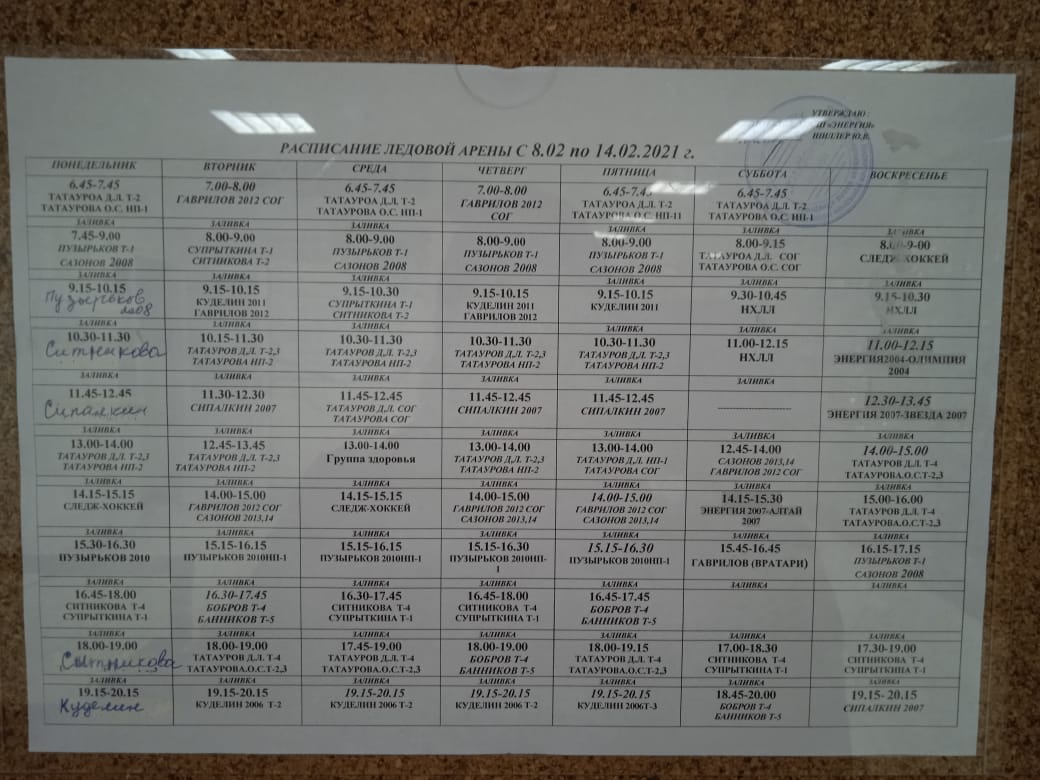 УТВЕРЖДАЮ:
«ЭНЕРГИЯ»
ШИЛЛЕР Ю.В.
РАСПИСАНИЕ ЛЕДОВОЙ АРЕНЫ С 8.02 по 14.02.2021 г.
ПОНЕДЕЛЬНИК ВТОРНИК СРЕДА ЧЕТВЕРГ ПЯТНИЦА СУББОТА ВОСКРЕСЕНЬЕ
6.45-7.45 7.00-8.00 6.45-7.45 7.00-8.00 6.45-7.45 6.45-7.45
ТАТАУРОА Д.Л. Т-2 ГАВРИЛОВ 2012 СОГ ТАТАУРОА Д.Л. Т-2 ГАВРИЛОВ 2012 ТАТАУРОА Д.Л. Т-2 ТАТАУРОА Д.Л. Т-2
ТАТАУРОВА О.С. НП-1 ТАТАУРОВА О.С. НП-1 СОГ ТАТАУРОВА О.С. НП-11 ТАТАУРОВА О.С. НП-1
ЗАЛИВКА ЗАЛИВКА ЗАЛИВКА ЗАЛИВКА ЗАЛИВКА ЗАЛИВКА ЗАЛИВКА
7.45-9.00 8.00-9.00 8.00-9.00 8.00-9.00 8.00-9.00 8.00-9.15 8.00-9-00
ПУЗЫРЬКОВ Т-1 СУПРЫТКИНА Т-1 ПУЗЫРЬКОВ Т-1 ПУЗЫРЬКОВ Т-1 ПУЗЫРЬКОВ Т-1 ТАТАУРОА Д.Л. СОГ СЛЕДЖ-ХОККЕЙ
САЗОНОВ 2008 СИТНИКОВА Т-2 САЗОНОВ 2008 САЗОНОВ 2008 САЗОНОВ 2008 ТАТАУРОВА О.С. СОГ
ЗАЛИВКА ЗАЛИВКА ЗАЛИВКА ЗАЛИВКА ЗАЛИВКА ЗАЛИВКА ЗАЛИВКА
9.15-10.15 9.15-10.15 9.15-10.30 9.15-10.15 9.15-10.15 9.30-10.45 9.15-10.30
Пузырьков КУДЕЛИН 2011 СУПРЫТКИНА Т-1 КУДЕЛИН 2011 КУДЕЛИН 2011 НХЛЛ НХЛЛ
2008 ГАВРИЛОВ 2012 СИТНИКОВА Т-2 ГАВРИЛОВ 2012
ЗАЛИВКА ЗАЛИВКА ЗАЛИВКА ЗАЛИВКА ЗАЛИВКА ЗАЛИВКА
10.30-11.30 10.15-11.30 10.30-11.30 10.30-11.30 10.30-11.30 11.00-12.15 11.00-12.15
ТАТАУРОВ Д.Л. Т-2,3 ТАТАУРОВ Д.Л. Т-2,3 ТАТАУРОВ Д.Л. Т-2,3 ТАТАУРОВ Д.Л. Т-2,3 НХЛЛ ЭНЕРГИЯ2004-ОЛИМПИЯ
ТАТАУРОВА НП-2 ТАТАУРОВА НП-2 ТАТАУРОВА НП-2 ТАТАУРОВА НП-2 2004
ЗАЛИВКА ЗАЛИВКА ЗАЛИВКА ЗАЛИВКА ЗАЛИВКА ЗАЛИВКА
11.45-12.45 11.30-12.30 11.45-12.45 11.45-12.45 11.45-12.45 12.30-13.45
Сипалкин СИПАЛКИН 2007 ТАТАУРОВ Д.Л. СОГ СИПАЛКИН 2007 СИПАЛКИН 2007 -------------------- ЭНЕРГИЯ 2007-ЗВЕЗДА 2007
ТАТАУРОВА СОГ
ЗАЛИВКА ЗАЛИВКА ЗАЛИВКА ЗАЛИВКА ЗАЛИВКА ЗАЛИВКА ЗАЛИВКА
13.00-14.00 12.45-13.45 13.00-14.00 13.00-14.00 13.00-14.00 12.45-14.00 14.00-15.00
ТАТАУРОВ Д.Л. Т-2,3 ТАТАУРОВ Д.Л. Т-2,3 Группа здоровья ТАТАУРОВ Д.Л. Т-2,3 ТАТАУРОВ Д.Л. НП-1 САЗОНОВ 2013,14 ТАТАУРОВ Д.Л. Т-4
ТАТАУРОВА НП-2 ТАТАУРОВА НП-2 ТАТАУРОВА НП-2 ТАТАУРОВА СОГ ГАВРИЛОВ 2012 СОГ ТАТАУРОВА.О.С.Т-2,3
ЗАЛИВКА ЗАЛИВКА ЗАЛИВКА ЗАЛИВКА ЗАЛИВКА ЗАЛИВКА ЗАЛИВКА
14.15-15.15 14.00-15.00 14.15-15.15 14.00-15.00 14.00-15.00 14.15-15.30 15.00-16.00
СЛЕДЖ-ХОККЕЙ ГАВРИЛОВ 2012 СОГ СЛЕДЖ-ХОККЕЙ ГАВРИЛОВ 2012 СОГ ГАВРИЛОВ 2012 СОГ ЭНЕРГИЯ 2007-АЛТАЙ ТАТАУРОВ Д.Л. Т-4
САЗОНОВ 2013,14 САЗОНОВ 2013,14 САЗОНОВ 2013,14 2007 ТАТАУРОВА.О.С.Т-2,3
ЗАЛИВКА ЗАЛИВКА ЗАЛИВКА ЗАЛИВКА ЗАЛИВКА ЗАЛИВКА ЗАЛИВКА
15.30-16.30 15.15-16.15 15.15-16.15 15.15-16.30 15.15-16.30 15.45-16.45 16.15-17.15
ПУЗЫРЬКОВ 2010 ПУЗЫРЬКОВ 2010НП-1 ПУЗЫРЬКОВ 2010НП-1 ПУЗЫРЬКОВ 2010НП- ПУЗЫРЬКОВ 2010НП-1 ГАВРИЛОВ (ВРАТАРИ) ПУЗЫРЬКОВ Т-1
1 САЗОНОВ 2008
ЗАЛИВКА ЗАЛИВКА ЗАЛИВКА ЗАЛИВКА ЗАЛИВКА ЗАЛИВКА ЗАЛИВКА
16.45-18.00 16.30-17.45 16.30-17.45 16.45-18.00 16.45-17.45
СИТНИКОВА Т-4 БОБРОВ Т-4 СИТНИКОВА Т-4 СИТНИКОВА Т-4 БОБРОВ Т-4
СУПРЫТКИНА Т-1 БАННИКОВ Т-5 СУПРЫТКИНА Т-1 СУПРЫТКИНА Т-1 БАННИКОВ Т-5
ЗАЛИВКА ЗАЛИВКА ЗАЛИВКА ЗАЛИВКА ЗАЛИВКА ЗАЛИВКА ЗАЛИВКА
18.00-19.00 18.00-19.00 17.45-19.00 18.00-19.00 18.00-19.15 17.00-18.30 17.30-19.00
Ситникова ТАТАУРОВ Д.Л. Т-4 ТАТАУРОВ Д.Л. Т-4 БОБРОВ Т-4 ТАТАУРОВ Д.Л. Т-4 СИТНИКОВА Т-4 СИТНИКОВА Т-4
ТАТАУРОВА.О.С.Т-2,3 ТАТАУРОВА.О.С.Т-2,3 БАННИКОВ Т-5 ТАТАУРОВА.О.С.Т-2,3 СУПРЫТКИНА Т-1 СУПРЫТКИНА Т-1
ЗАЛИВКА ЗАЛИВКА ЗАЛИВКА ЗАЛИВКА ЗАЛИВКА ЗАЛИВКА ЗАЛИВКА
19.15-20.15 19.15-20.15 19.15-20.15 19.15-20.15 19.15-20.15 18.45-20.00 19.15- 20.15
Куделин КУДЕЛИН 2006 Т-2 КУДЕЛИН 2006 Т-2 КУДЕЛИН 2006 Т-2 КУДЕЛИН 2006Т-3 БОБРОВ Т-4 СИПАЛКИН 2007
БАННИКОВ Т-5